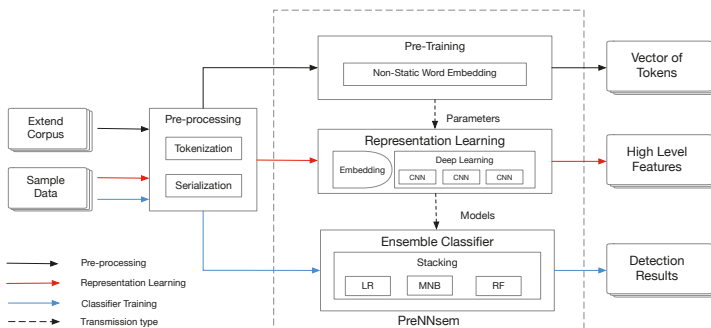 Extend
Corpus
Sample
Data
Pre-processing
Tokenization
Serialization
Pre-Training
Non-Static Word Embedding
Parameters
Representation Learning
Embedding
Deep Learning
CNN
CNN
CNN
Models
Ensemble Classifier
Stacking
LR
MNB
RF
PreNNsem
Vector of
Tokens
High Level
Features
Detection
Results
Pre-processing
Representation Learning
Classifier Training
Transmission type